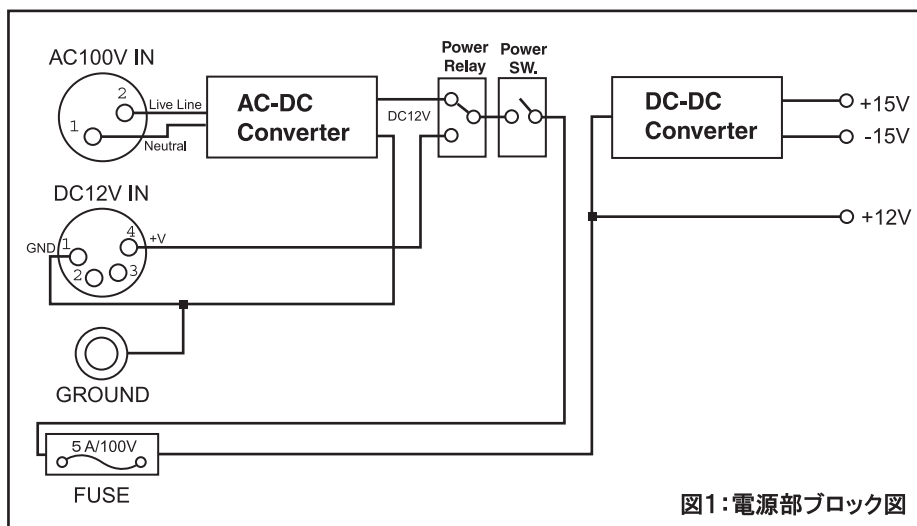 AC100V IN
2
Live Line
1
Neutral
AC-DC
Converter
DC12V
Power
Relay
Power
SW.
DC-DC
Converter
+15V
-15V
+12V
DC12V IN
GND
1
4
+V
2
3
GROUND
5 A/100V
FUSE
図1:電源部ブロック図